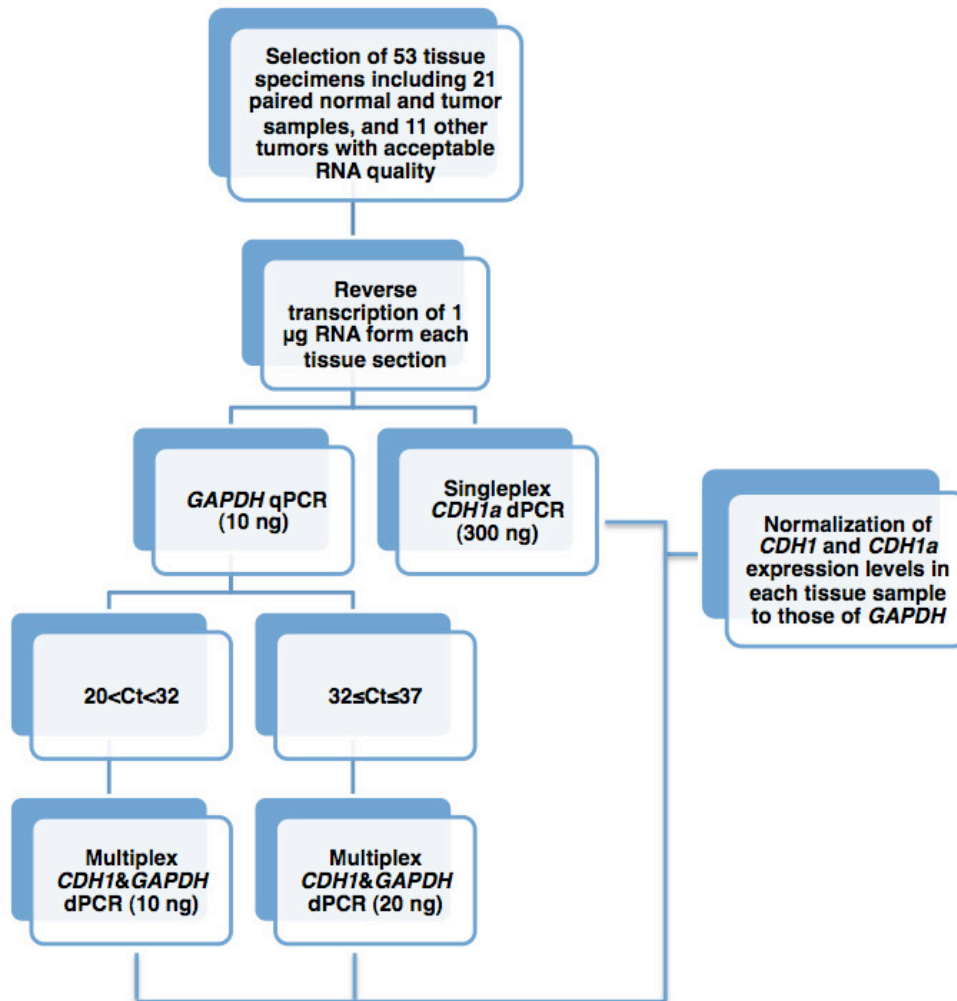 Selection of 53 tissue
specimens including 21
paired normal and tumor
samples, and 11 other
tumors with acceptable
RNA quality
Reverse
transcription of 1
µg RNA form each
tissue section
GAPDH qPCR
(10 ng)
Singleplex
CDH1a dPCR
(300 ng)
Normalization of
CDH1 and CDH1a
expression levels in
each tissue sample
to those of GAPDH
20<Ct<32
32≤Ct≤37
Multiplex
CDH1&GAPDH
dPCR (10 ng)
Multiplex
CDH1&GAPDH
dPCR (20 ng)